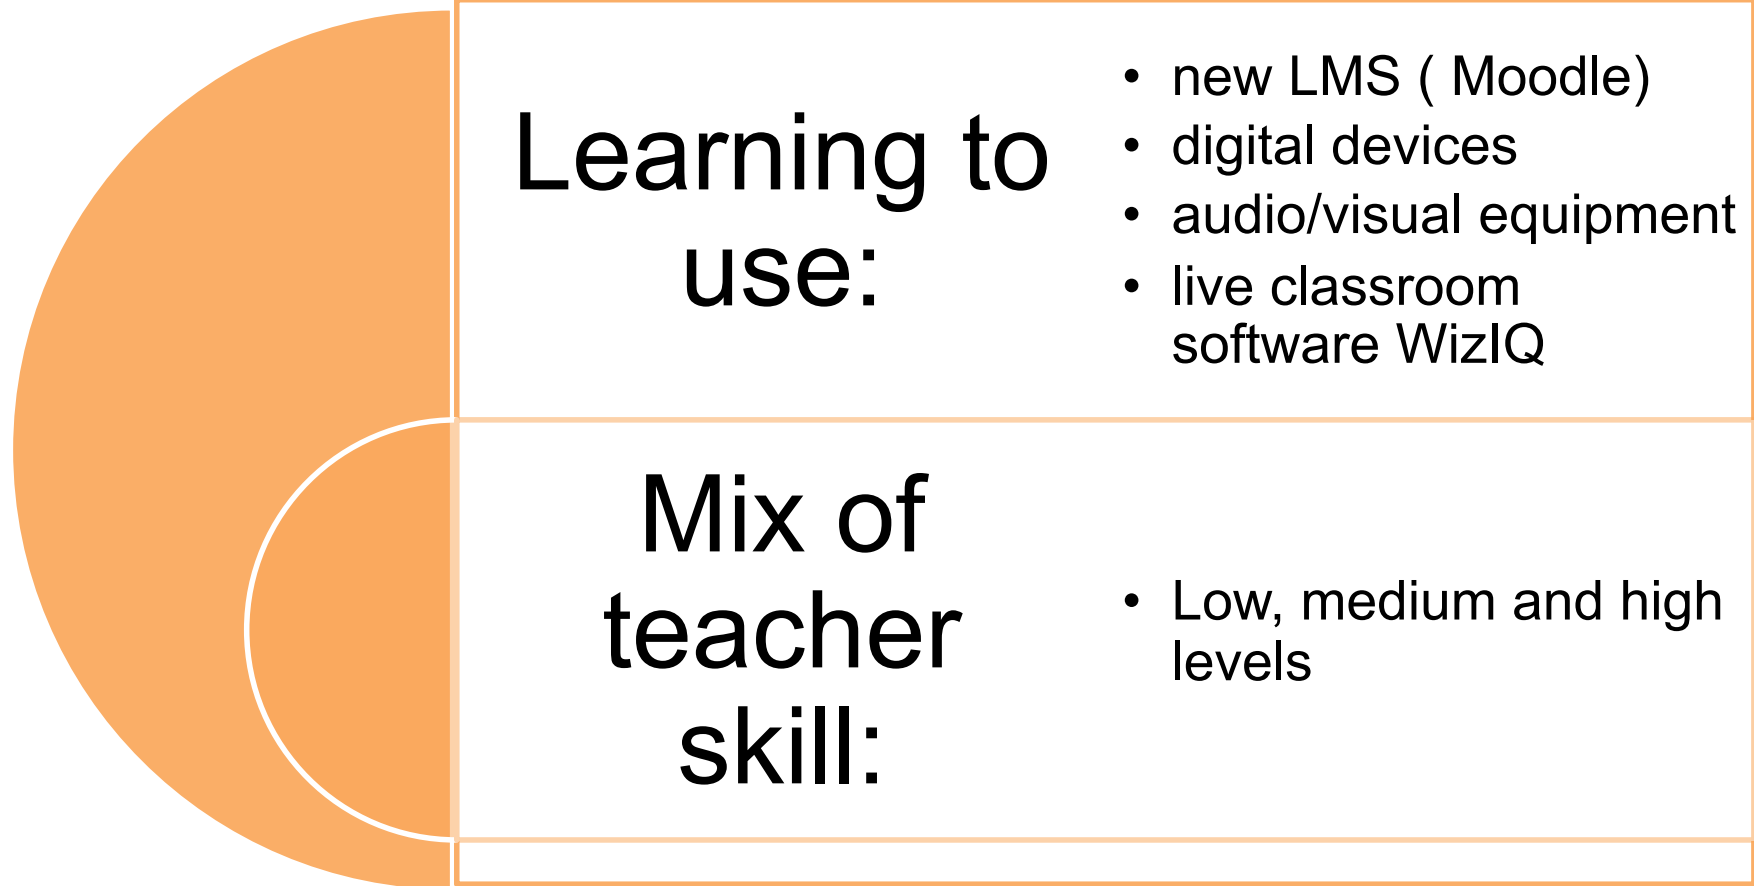 Learning to
use:
• new LMS ( Moodle)
• digital devices
• audio/visual equipment
• live classroom
software WizIQ
Mix of
teacher
skill:
• Low, medium and high
levels